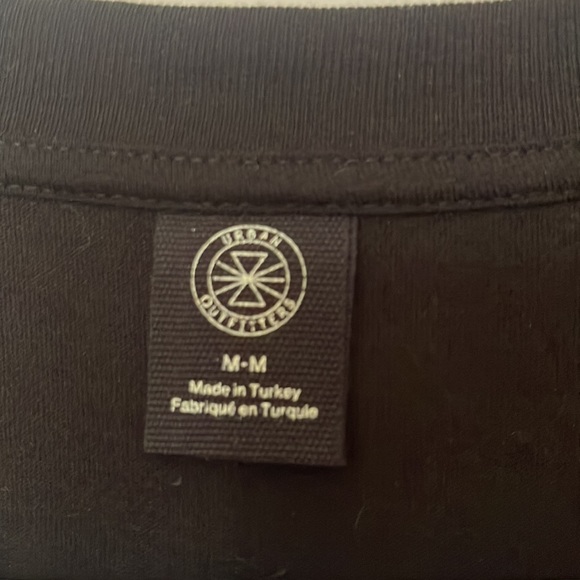 URBAN
OUTFITTERS
M-M
Made in Turkey
Fabriqué en Turquie